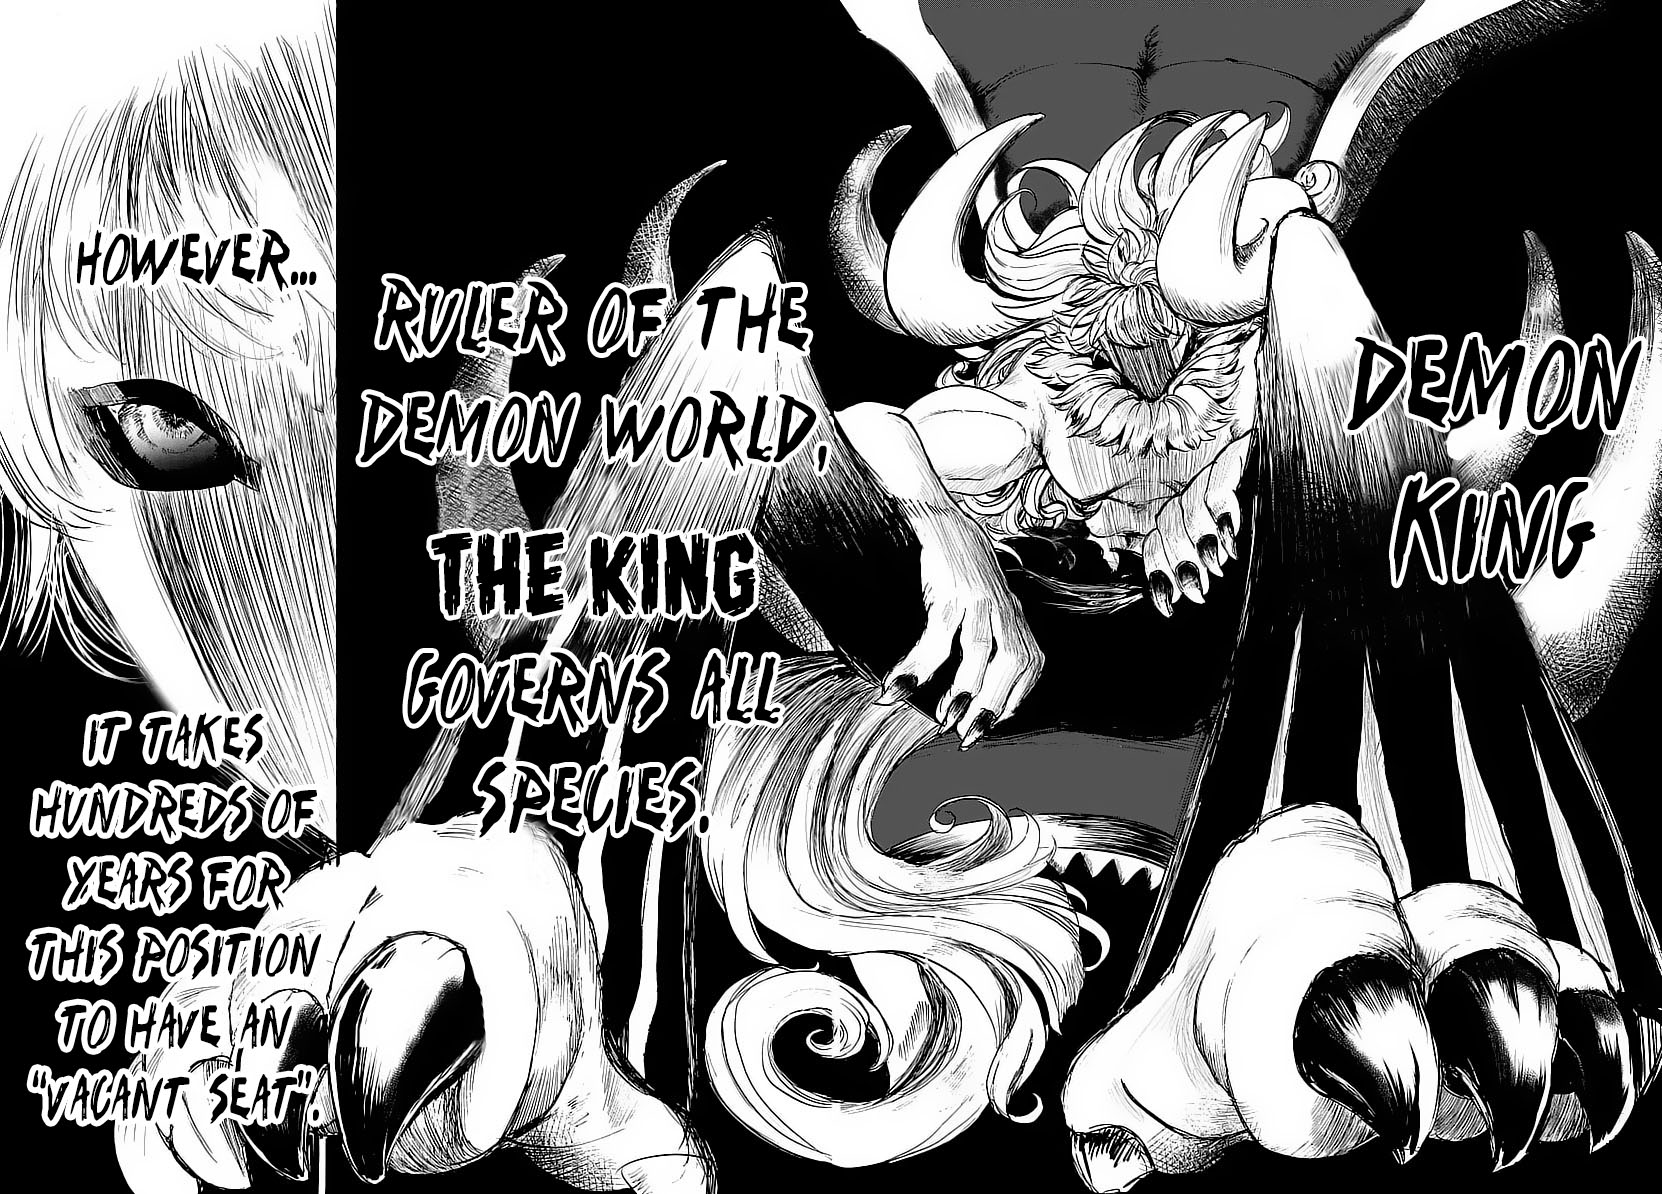 DEMON
KING
RULER OF THE
DEMON WORLD,
THE KING
GOVERNS ALL
SPECIES.
HOWEVER...
IT TAKES
HUNDREDS OF
YEARS FOR
THIS POSITION
TO HAVE AN
"VACANT SEAT".